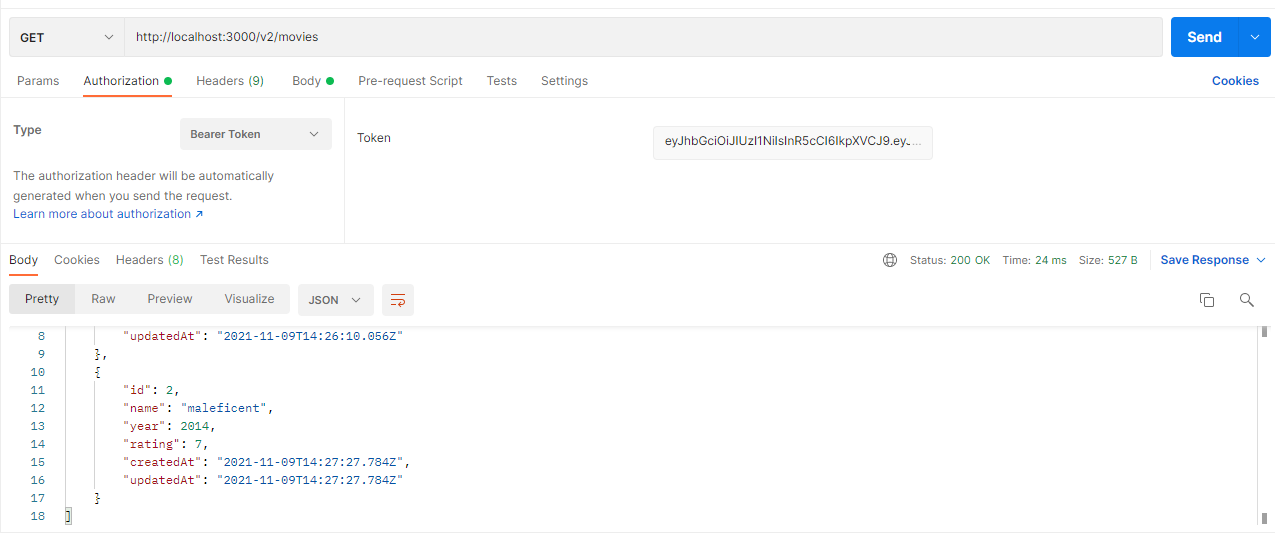 GET http://localhost:3000/v2/movies Send
Params Authorization Headers (9) Body Pre-request Script Tests Settings Cookies
Type Bearer Token
Token eyJhbGciOiJIUzI1NiIsInR5cCI6IkpXVCJ9.eyJ...
The authorization header will be automatically
generated when you send the request.
Learn more about authorization ↗
Body Cookies Headers (8) Test Results Status: 200 OK Time: 24 ms Size: 527 B Save Response
Pretty Raw Preview Visualize JSON
8 "updatedAt": "2021-11-09T14:26:10.056Z"
9 },
10 {
11 "id": 2,
12 "name": "maleficent",
13 "year": 2014,
14 "rating": 7,
15 "createdAt": "2021-11-09T14:27:27.784Z",
16 "updatedAt": "2021-11-09T14:27:27.784Z"
17 }
18 ]